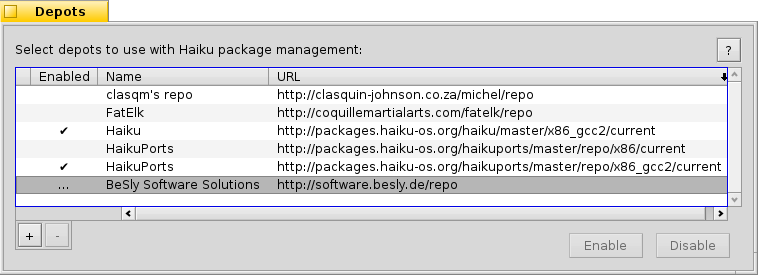 Depots
Select depots to use with Haiku package management:
?
Enabled Name URL
clasqm's repo http://clasquin-johnson.co.za/michel/repo
FatElk http://coquillemartialarts.com/fatelk/repo
✔ Haiku http://packages.haiku-os.org/haiku/master/x86_gcc2/current
HaikuPorts http://packages.haiku-os.org/haikuports/master/repo/x86/current
✔ HaikuPorts http://packages.haiku-os.org/haikuports/master/repo/x86_gcc2/current
... BeSly Software Solutions http://software.besly.de/repo
+ -
Enable Disable